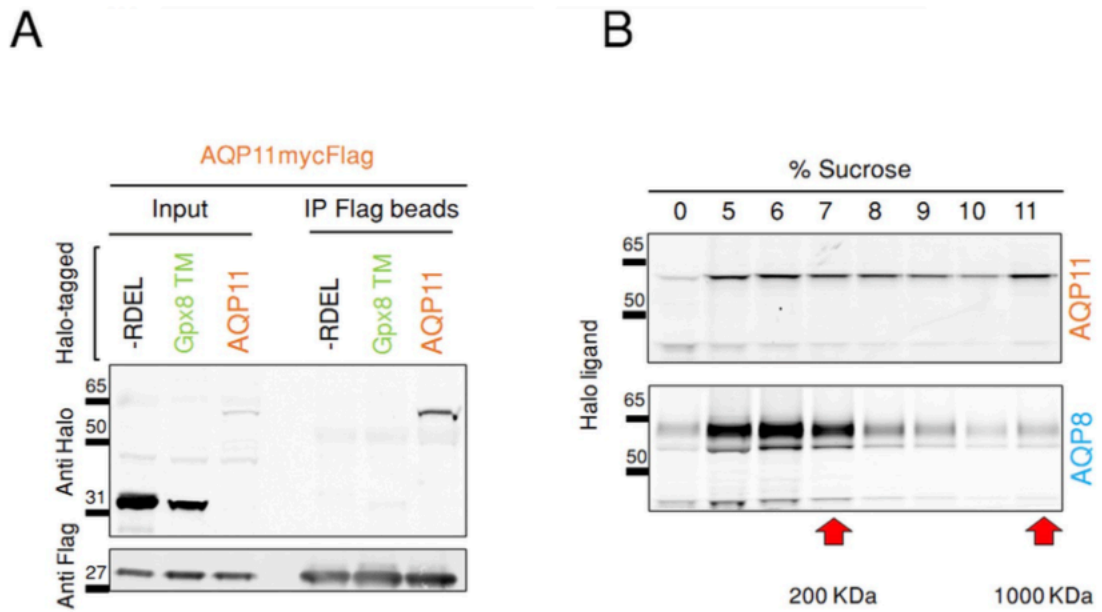 A
AQP11mycFlag
Input
IP Flag beads
Halo-tagged
-RDEL
Gpx8 TM
AQP11
-RDEL
Gpx8 TM
AQP11
Anti Halo
65
50
31
Anti Flag
27
B
% Sucrose
0 5 6 7 8 9 10 11
Halo ligand
65
50
AQP11
65
50
AQP8
200 KDa
1000 KDa